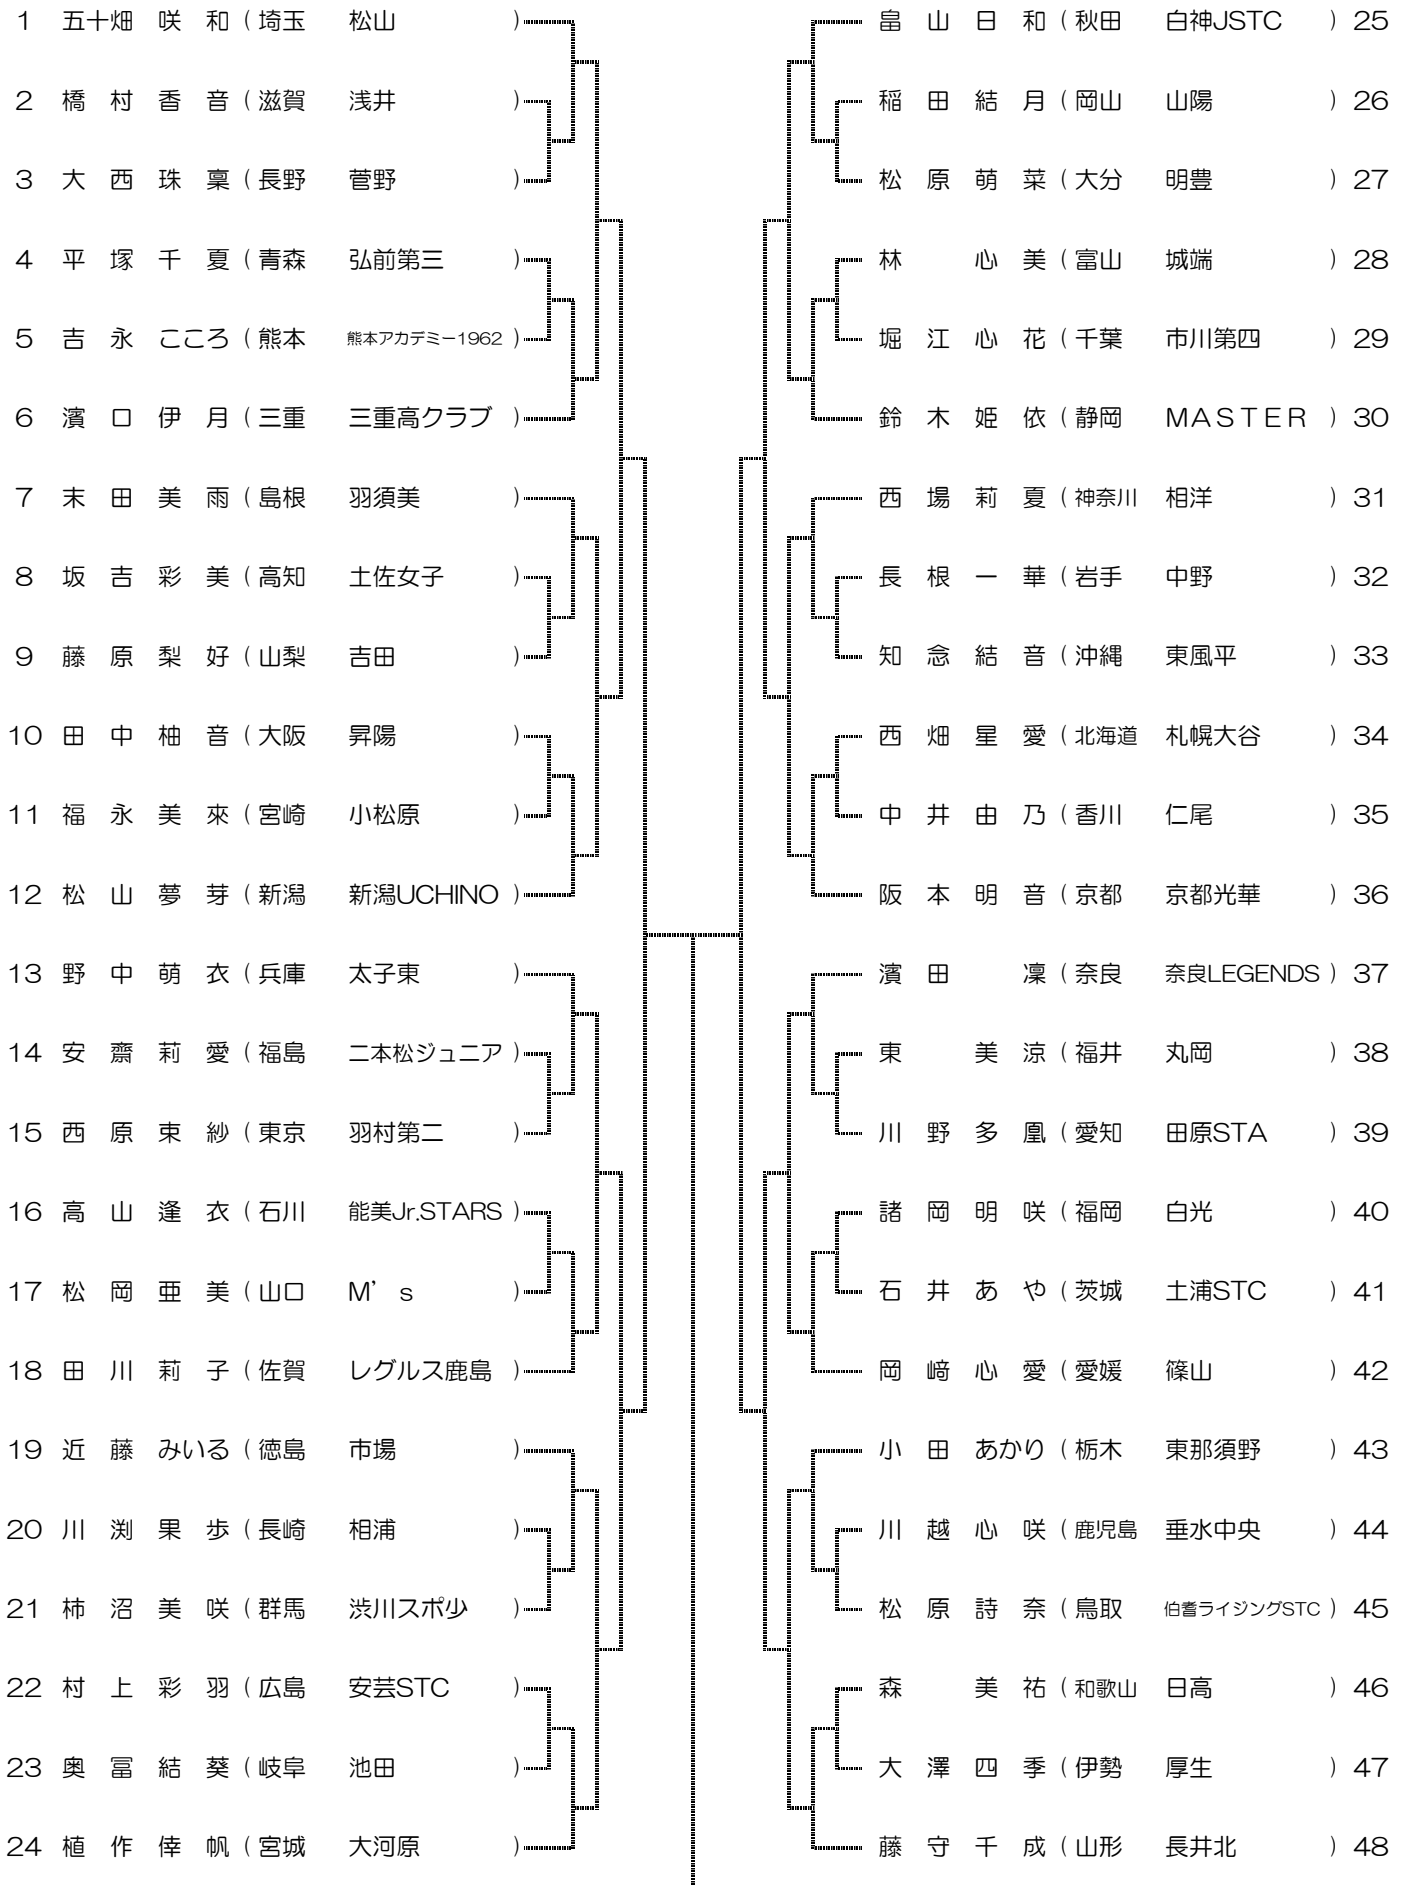 1 五十畑 咲 和 ( 埼玉 松山 )
2 橋 村 香 音 ( 滋賀 浅井 )
3 大 西 珠 稟 ( 長野 菅野 )
4 平 塚 千 夏 ( 青森 弘前第三 )
5 吉 永 こころ ( 熊本 熊本アカデミー1962 )
6 濱 口 伊 月 ( 三重 三重高クラブ )
7 末 田 美 雨 ( 島根 羽須美 )
8 坂 吉 彩 美 ( 高知 土佐女子 )
9 藤 原 梨 好 ( 山梨 吉田 )
10 田 中 柚 音 ( 大阪 昇陽 )
11 福 永 美 來 ( 宮崎 小松原 )
12 松 山 夢 芽 ( 新潟 新潟UCHINO )
13 野 中 萌 衣 ( 兵庫 太子東 )
14 安 齋 莉 愛 ( 福島 二本松ジュニア )
15 西 原 束 紗 ( 東京 羽村第二 )
16 高 山 逢 衣 ( 石川 能美Jr.STARS )
17 松 岡 亜 美 ( 山口 M’s )
18 田 川 莉 子 ( 佐賀 レグルス鹿島 )
19 近 藤 みいる ( 徳島 市場 )
20 川 渕 果 歩 ( 長崎 相浦 )
21 柿 沼 美 咲 ( 群馬 渋川スポ少 )
22 村 上 彩 羽 ( 広島 安芸STC )
23 奥 冨 結 葵 ( 岐阜 池田 )
24 植 作 倖 帆 ( 宮城 大河原 )
畠 山 日 和 ( 秋田 白神JSTC ) 25
稲 田 結 月 ( 岡山 山陽 ) 26
松 原 萌 菜 ( 大分 明豊 ) 27
林 心 美 ( 富山 城端 ) 28
堀 江 心 花 ( 千葉 市川第四 ) 29
鈴 木 姫 依 ( 静岡 MASTER ) 30
西 場 莉 夏 ( 神奈川 相洋 ) 31
長 根 一 華 ( 岩手 中野 ) 32
知 念 結 音 ( 沖縄 東風平 ) 33
西 畑 星 愛 ( 北海道 札幌大谷 ) 34
中 井 由 乃 ( 香川 仁尾 ) 35
阪 本 明 音 ( 京都 京都光華 ) 36
濱 田 凜 ( 奈良 奈良LEGENDS ) 37
東 美 涼 ( 福井 丸岡 ) 38
川 野 多 凰 ( 愛知 田原STA ) 39
諸 岡 明 咲 ( 福岡 白光 ) 40
石 井 あ や ( 茨城 土浦STC ) 41
岡 﨑 心 愛 ( 愛媛 篠山 ) 42
小 田 あかり ( 栃木 東那須野 ) 43
川 越 心 咲 ( 鹿児島 垂水中央 ) 44
松 原 詩 奈 ( 鳥取 伯耆ライジングSTC ) 45
森 美 祐 ( 和歌山 日高 ) 46
大 澤 四 季 ( 伊勢 厚生 ) 47
藤 守 千 成 ( 山形 長井北 ) 48